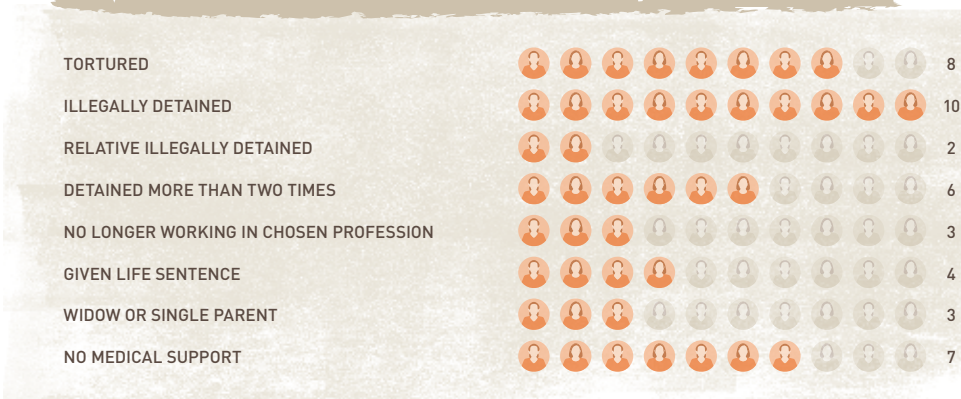 TORTURED 8
ILLEGALLY DETAINED 10
RELATIVE ILLEGALLY DETAINED 2
DETAINED MORE THAN TWO TIMES 6
NO LONGER WORKING IN CHOSEN PROFESSION 3
GIVEN LIFE SENTENCE 4
WIDOW OR SINGLE PARENT 3
NO MEDICAL SUPPORT 7